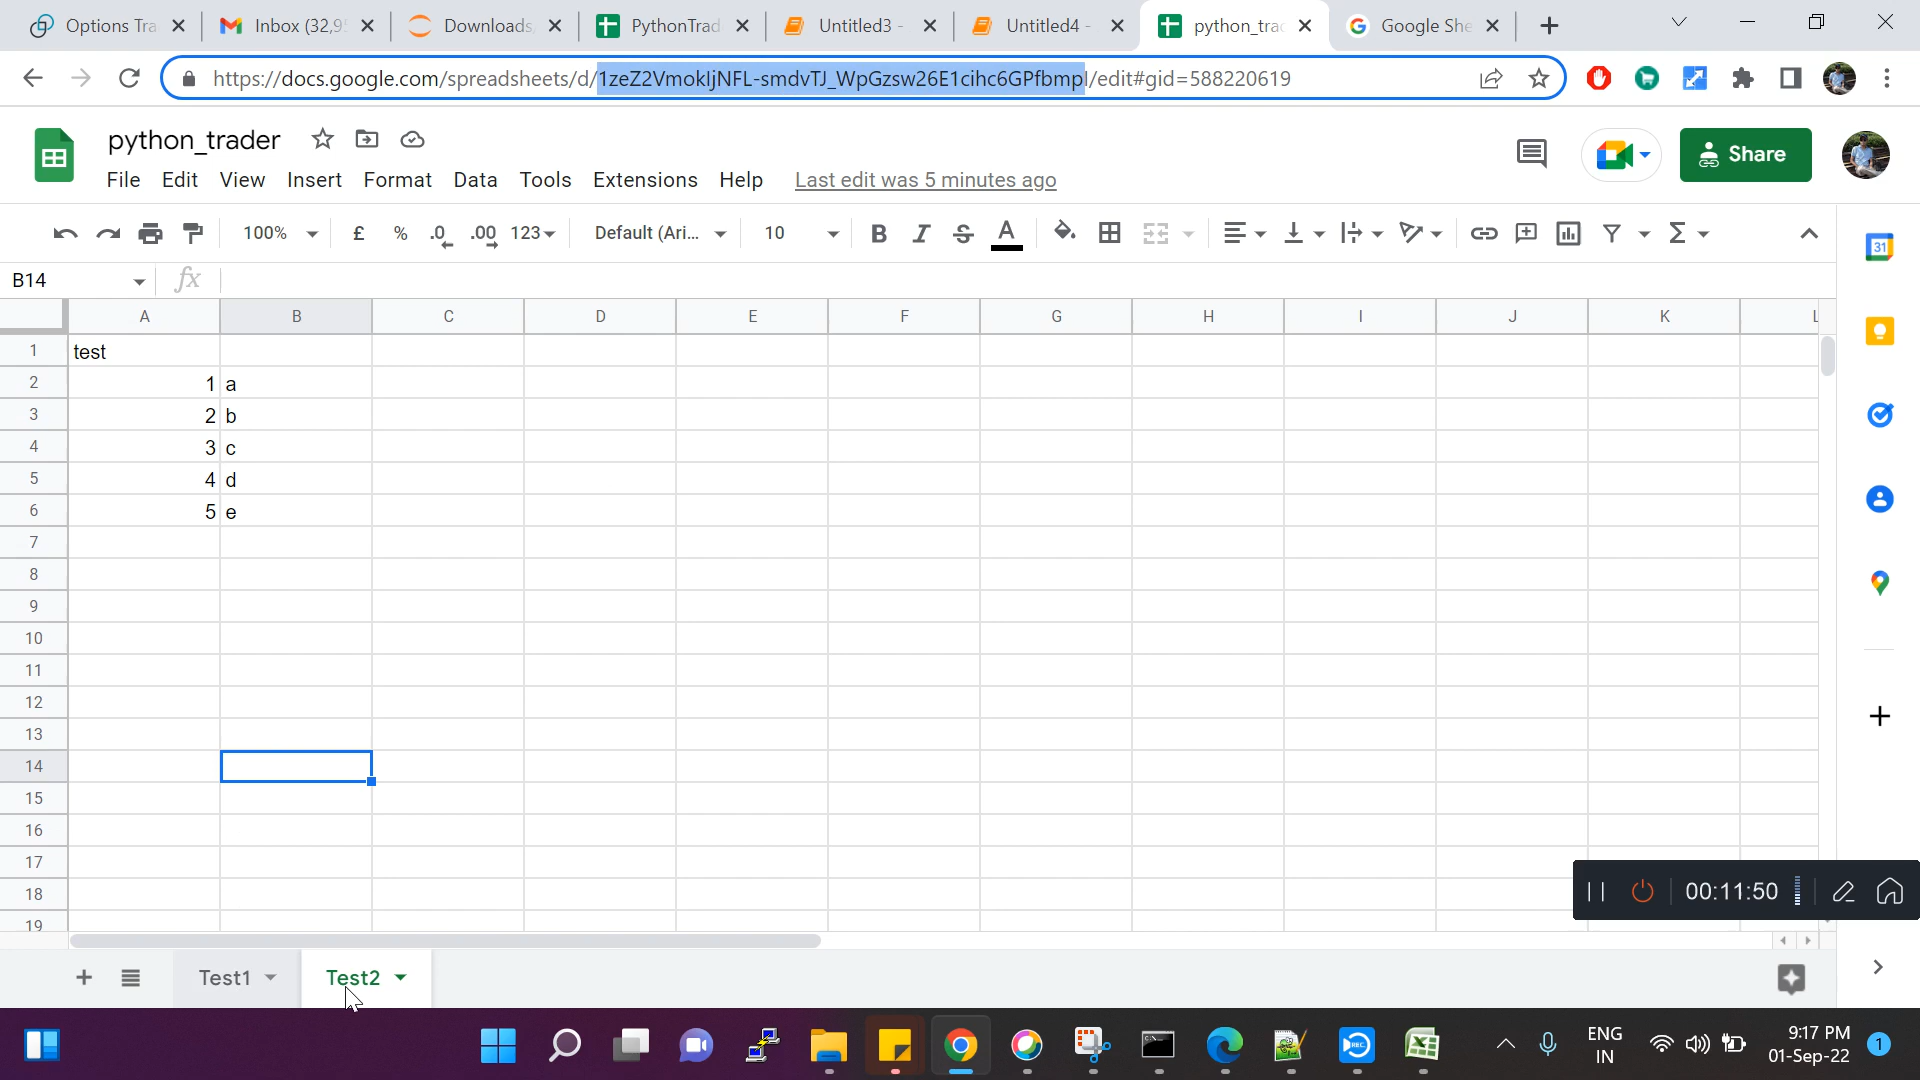 Options Tra
Inbox (32,9
Downloads
PythonTrad
Untitled3 -
Untitled4 -
python_trad
Google She
https://docs.google.com/spreadsheets/d/1zeZ2VmokIjNFL-smdvTJ_WpGzsw26E1cihc6GPfbmpI/edit#gid=588220619
python_trader
File Edit View Insert Format Data Tools Extensions Help Last edit was 5 minutes ago
Share
100% £ % .0 .00 123 Default (Ari... 10 B I S A
B14 fx
A B C D E F G H I J K L
1 test
2 1 a
3 2 b
4 3 c
5 4 d
6 5 e
7
8
9
10
11
12
13
14
15
16
17
18
19
31
00:11:50
Test1 Test2
REC
ENG
IN
9:17 PM
01-Sep-22
1